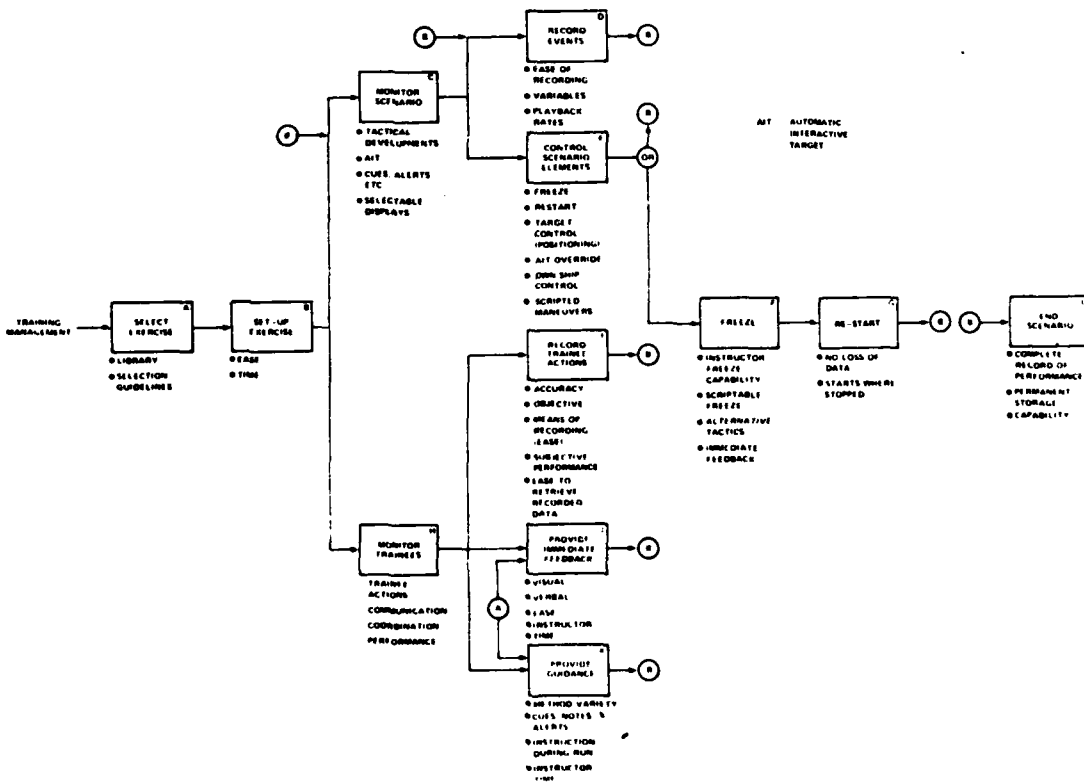 TRAINING
MANAGEMENT
A
SELECT
EXERCISE
● LIBRARY
● SELECTION
GUIDELINES
B
SET-UP
EXERCISE
● EASE
● TIME
C
MONITOR
SCENARIO
● TACTICAL
DEVELOPMENTS
● AIT
● CUES, ALERTS
ETC
● SELECTABLE
DISPLAYS
D
RECORD
EVENTS
● EASE OF
RECORDING
● VARIABLES
● PLAYBACK
RATES
CONTROL
SCENARIO
ELEMENTS
● FREEZE
● RESTART
● TARGET
CONTROL
(POSITIONING)
● AIT OVERRIDE
● OWN SHIP
CONTROL
● SCRIPTED
MANEUVERS
OR
AIT AUTOMATIC
INTERACTIVE
TARGET
F
FREEZE
● INSTRUCTOR
FREEZE
CAPABILITY
● SCRIPTABLE
FREEZE
● ALTERNATIVE
TACTICS
● IMMEDIATE
FEEDBACK
G
RE-START
● NO LOSS OF
DATA
● STARTS WHERE
STOPPED
END
SCENARIO
● COMPLETE
RECORD OF
PERFORMANCE
● PERMANENT
STORAGE
● CAPABILITY
H
MONITOR
TRAINEES
TRAINEE
ACTIONS
COMMUNICATION
COORDINATION
PERFORMANCE
RECORD
TRAINEE
ACTIONS
● ACCURACY
● OBJECTIVE
● MEANS OF
RECORDING
(EASE)
● SUBJECTIVE
PERFORMANCE
● EASE TO
RETRIEVE
RECORDED
DATA
PROVIDE
IMMEDIATE
FEEDBACK
● VISUAL
● VERBAL
● EASE
● INSTRUCTOR
● TIME
A
PROVIDE
GUIDANCE
● METHOD VARIETY
● CUES, NOTES &
ALERTS
● INSTRUCTION
DURING RUN
● INSTRUCTOR
TIME